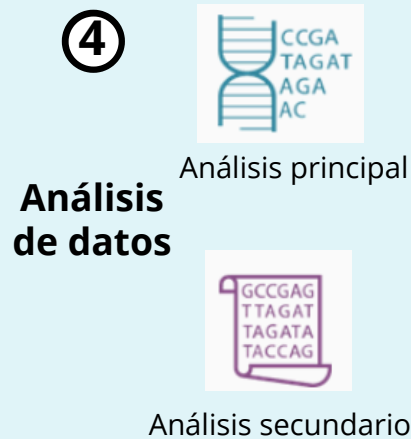 4
CCGA
TAGAT
AGA
AC
Análisis principal
Análisis
de datos
GCCGAG
TTAGAT
TAGATA
TACCAG
Análisis secundario